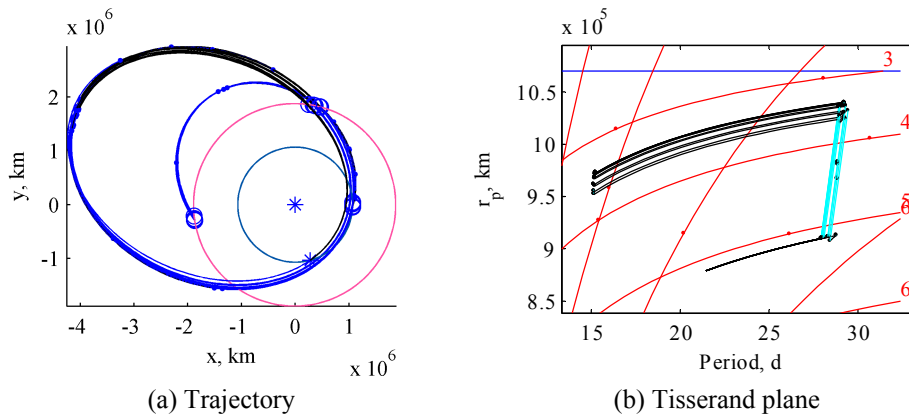 x 10^6
2
1
0
-1
-4 -3 -2 -1 0 1
y, km
x, km
x 10^6
(a) Trajectory
x 10^5
10.5
10
9.5
9
8.5
15 20 25 30
r_p, km
Period, d
3
4
5
6
6
(b) Tisserand plane